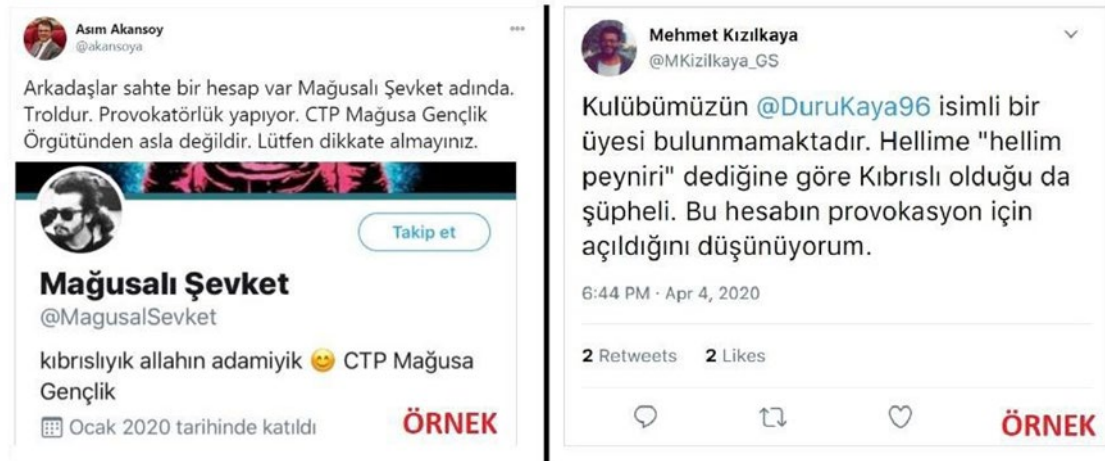 Asım Akansoy
@akansoya
Arkadaşlar sahte bir hesap var Mağusalı Şevket adında.
Troldur. Provokatörlük yapıyor. CTP Mağusa Gençlik
Örgütünden asla değildir. Lütfen dikkate almayınız.
Takip et
Mağusalı Şevket
@MagusalSevket
kıbrıslıyık allahın adamiyik 😊 CTP Mağusa
Gençlik
Ocak 2020 tarihinde katıldı
ÖRNEK
Mehmet Kızılkaya
@MKizilkaya_GS
Kulübümüzün @DuruKaya96 isimli bir
üyesi bulunmamaktadır. Hellime "hellim
peyniri" dediğine göre Kıbrıslı olduğu da
şüpheli. Bu hesabın provokasyon için
açıldığını düşünüyorum.
6:44 PM · Apr 4, 2020
2 Retweets 2 Likes
ÖRNEK